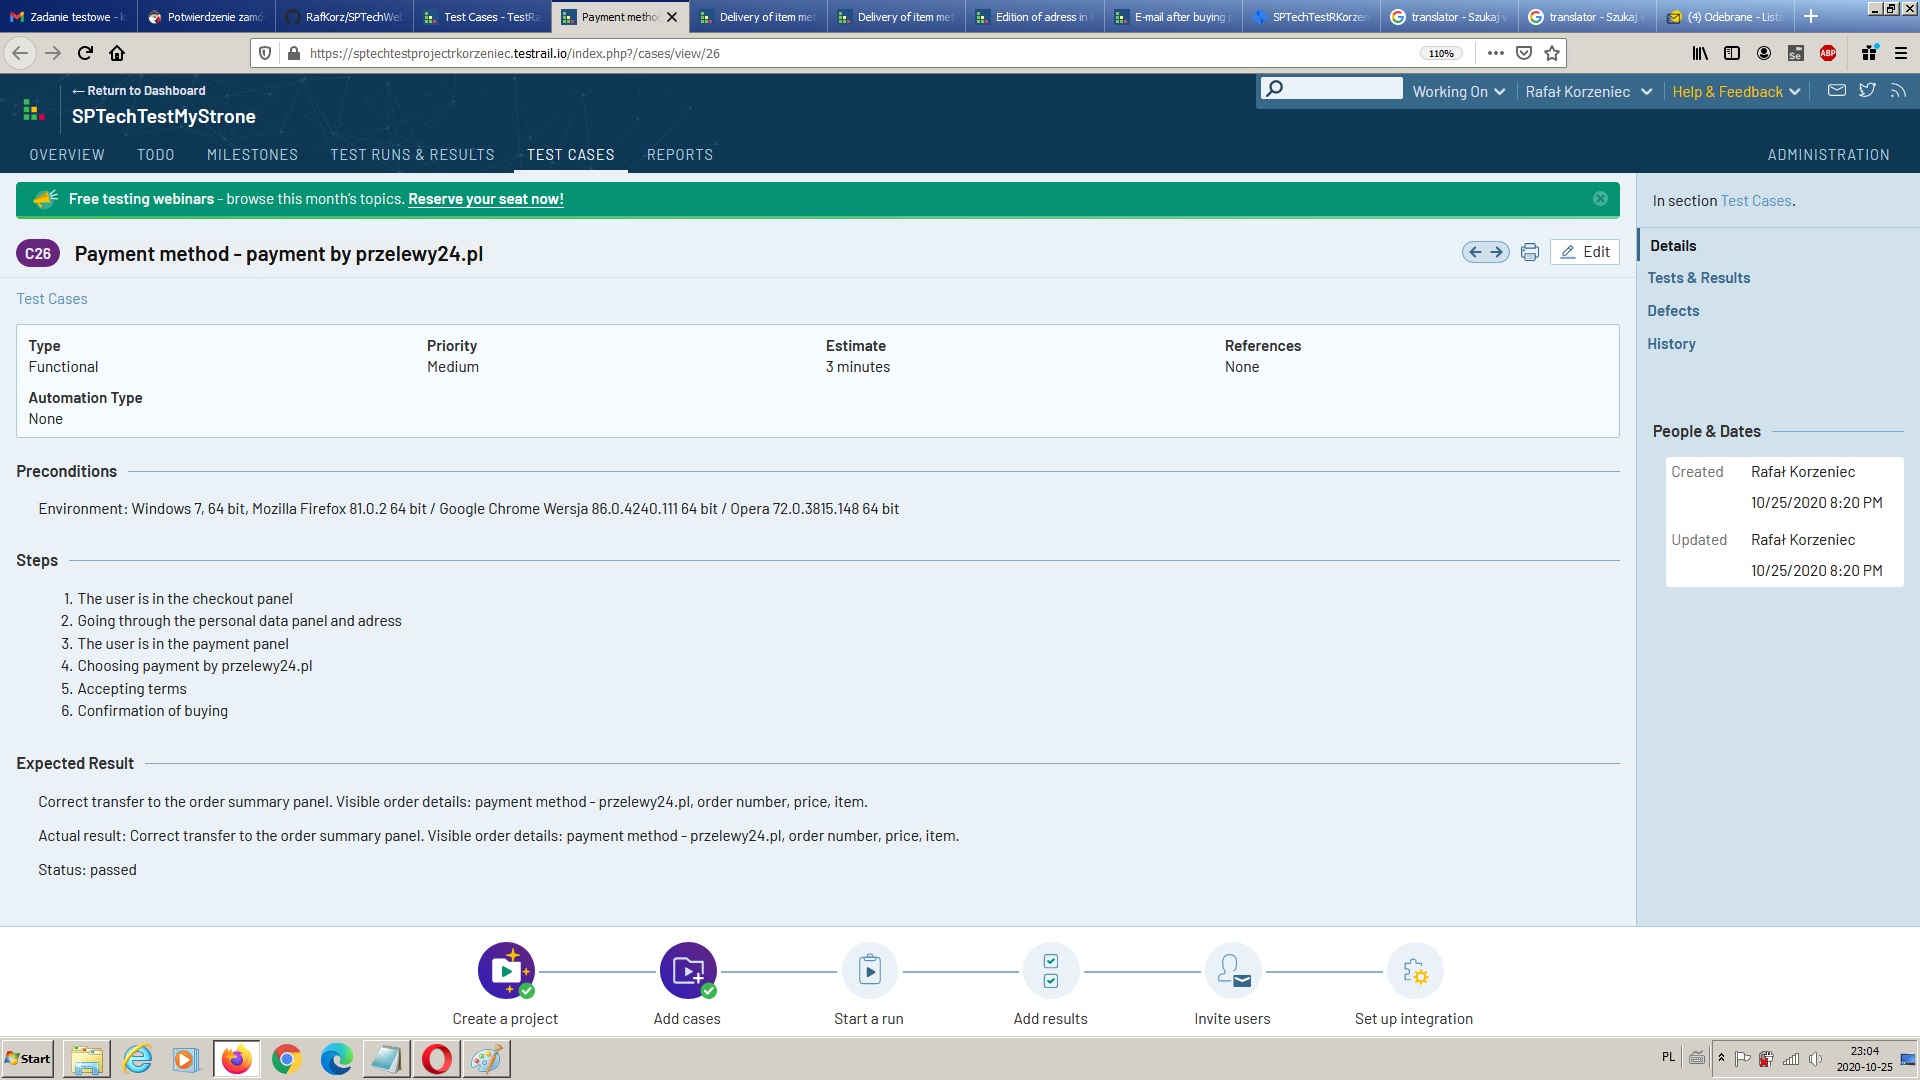 Zadanie testowe - k
Potwierdzenie zamó
RafKorz/SPTechWe
Test Cases - TestRa
Payment metho
Delivery of item met
Delivery of item met
Edition of adress in
E-mail after buying
SPTechTestRKorzen
translator - Szukaj
translator - Szukaj
(4) Odebrane - Lista
https://sptechtestprojectrkorzeniec.testrail.io/index.php?/cases/view/26
110%
Se
ABP
← Return to Dashboard
SPTechTestMyStrone
Working On
Rafał Korzeniec
Help & Feedback
OVERVIEW
TODO
MILESTONES
TEST RUNS & RESULTS
TEST CASES
REPORTS
ADMINISTRATION
Free testing webinars - browse this month's topics. Reserve your seat now!
C26
Payment method - payment by przelewy24.pl
Edit
Test Cases
Type
Functional
Priority
Medium
Estimate
3 minutes
References
None
Automation Type
None
Preconditions
Environment: Windows 7, 64 bit, Mozilla Firefox 81.0.2 64 bit / Google Chrome Wersja 86.0.4240.111 64 bit / Opera 72.0.3815.148 64 bit
Steps
1. The user is in the checkout panel
2. Going through the personal data panel and adress
3. The user is in the payment panel
4. Choosing payment by przelewy24.pl
5. Accepting terms
6. Confirmation of buying
Expected Result
Correct transfer to the order summary panel. Visible order details: payment method - przelewy24.pl, order number, price, item.
Actual result: Correct transfer to the order summary panel. Visible order details: payment method - przelewy24.pl, order number, price, item.
Status: passed
In section Test Cases.
Details
Tests & Results
Defects
History
People & Dates
Created
Rafał Korzeniec
10/25/2020 8:20 PM
Updated
Rafał Korzeniec
10/25/2020 8:20 PM
Create a project
Add cases
Start a run
Add results
Invite users
Set up integration
Start
PL
23:04
2020-10-25